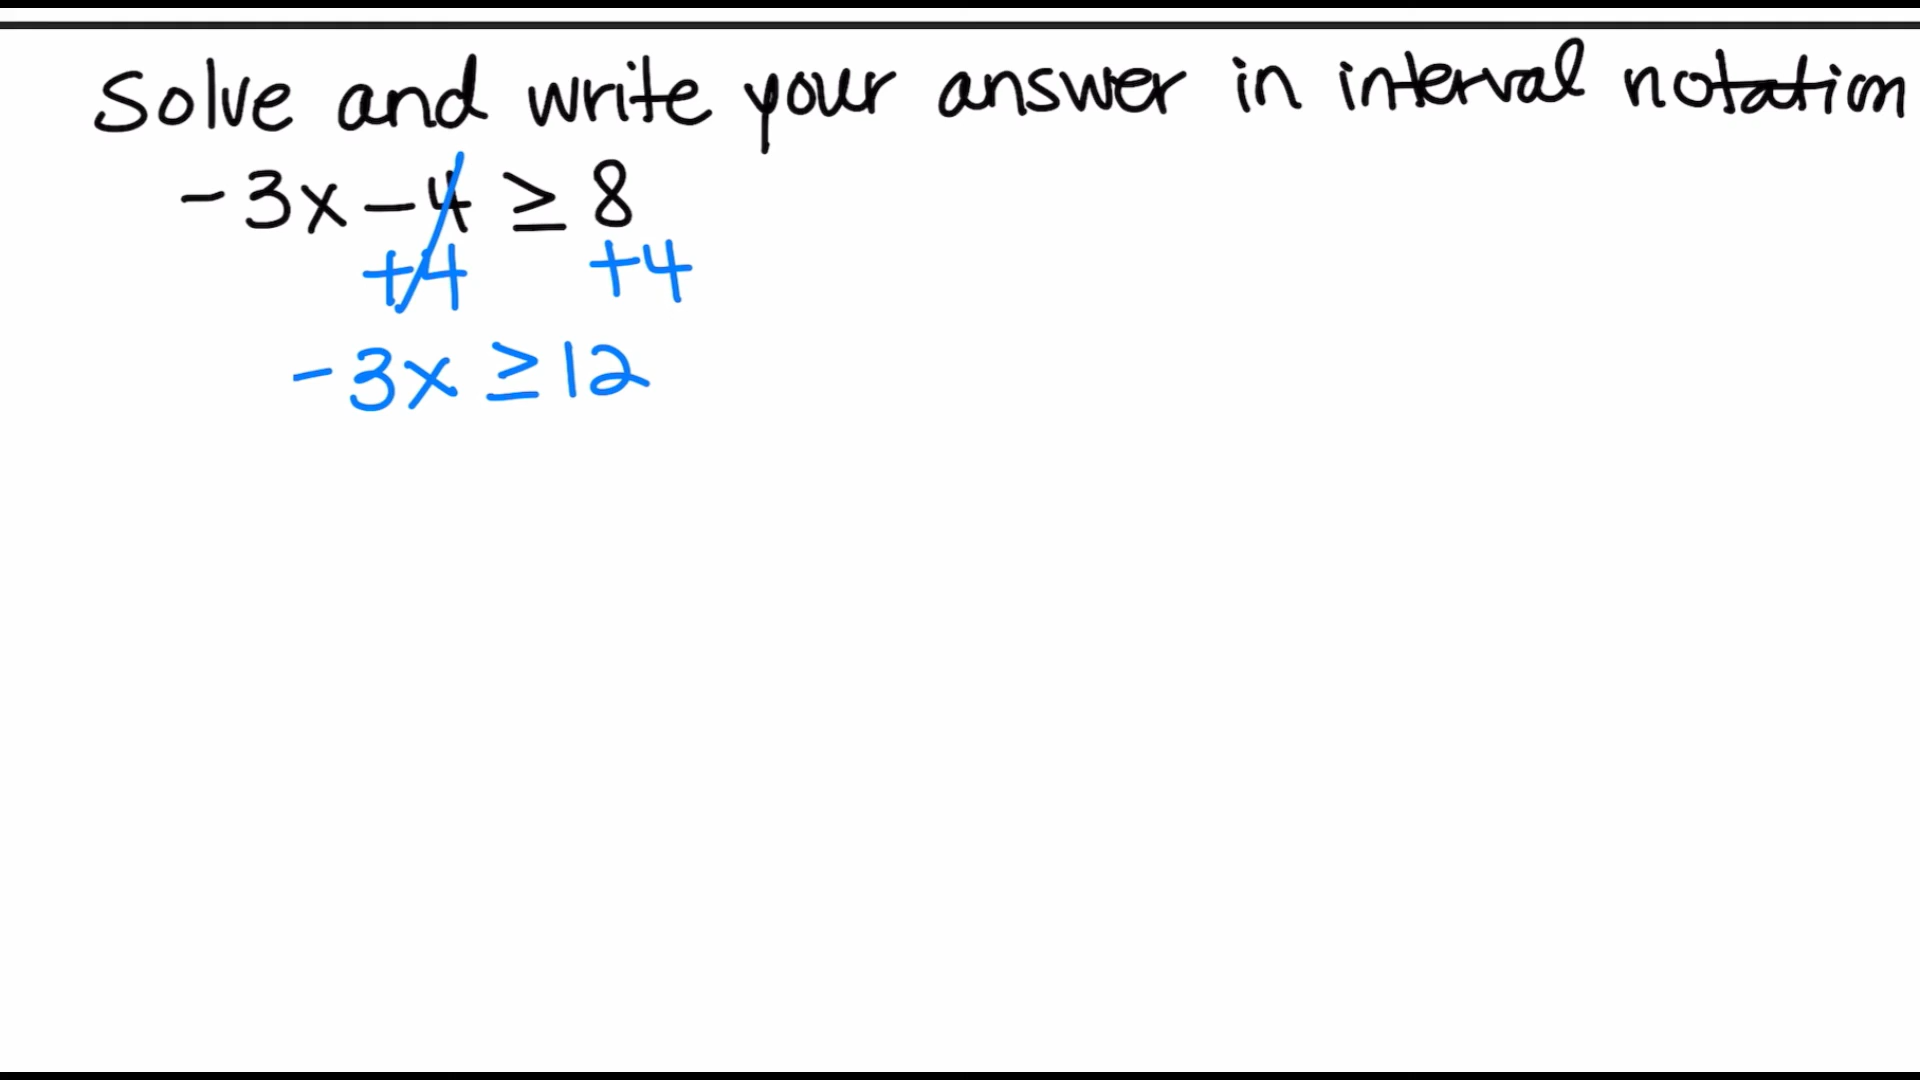 Solve and write your answer in interval notation
-3x - 4 ≥ 8
+4 +4
-3x ≥ 12